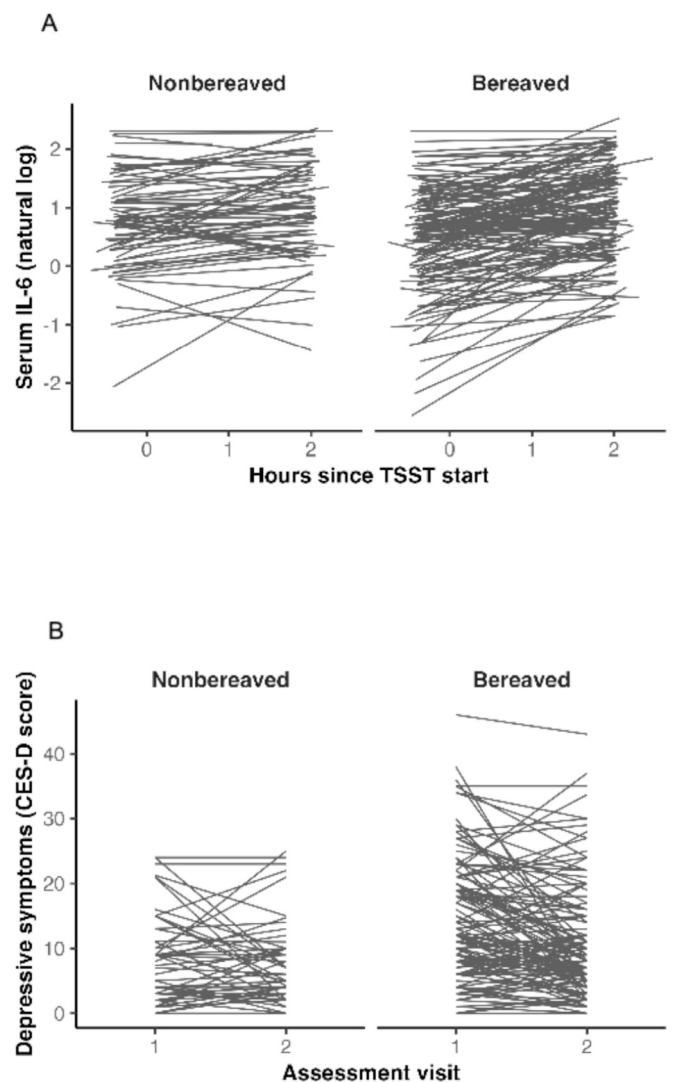 A
Nonbereaved Bereaved
Serum IL-6 (natural log)
2
1
0
-1
-2
0 1 2 0 1 2
Hours since TSST start
B
Nonbereaved Bereaved
Depressive symptoms (CES-D score)
40
30
20
10
0
1 2 1 2
Assessment visit